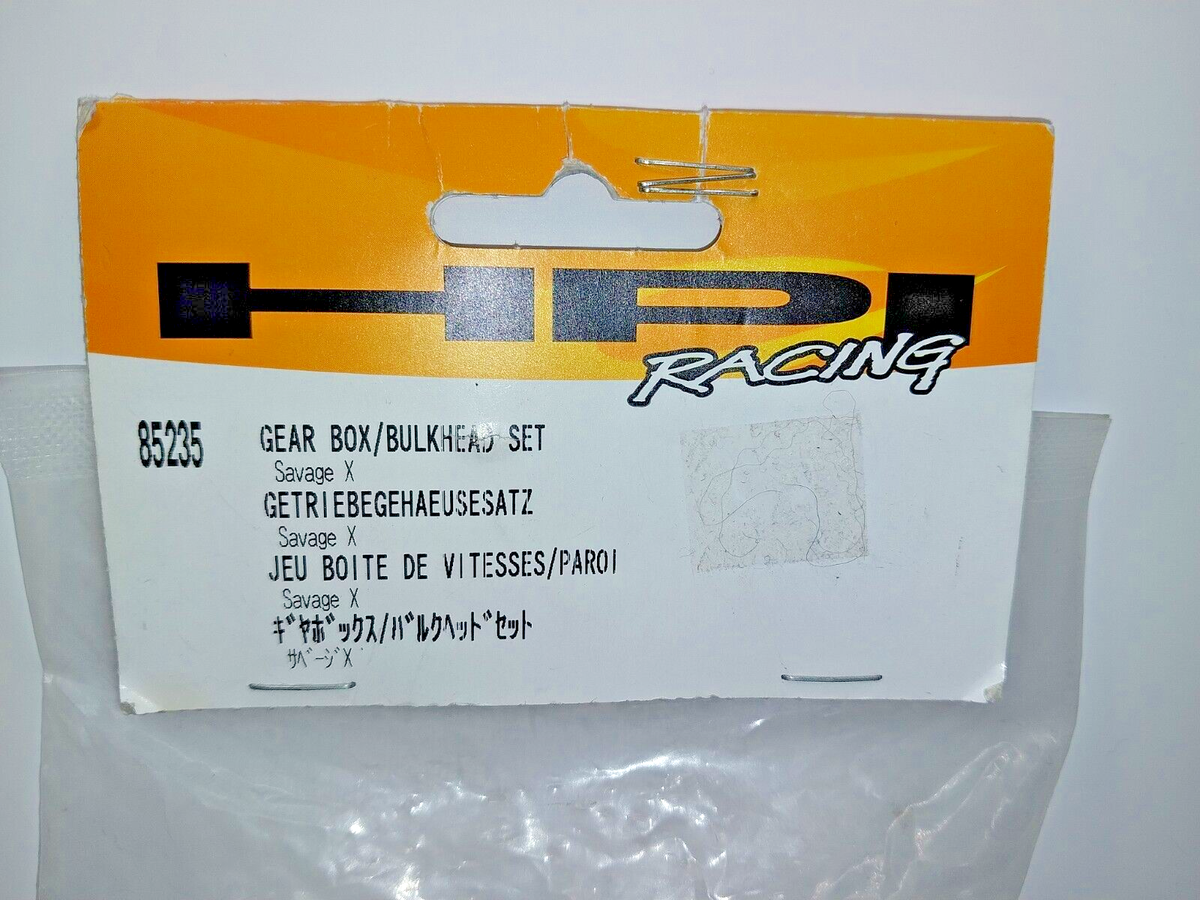 HPI
RACING
85235
GEAR BOX/BULKHEAD SET
Savage X
GETRIEBEGEHAEUSESATZ
Savage X
JEU BOITE DE VITESSES/PAROI
Savage X
ｷﾞﾔﾎﾞｯｸｽ/ﾊﾞﾙｸﾍｯﾄﾞｾｯﾄ
ｻﾍﾞｰｼﾞX